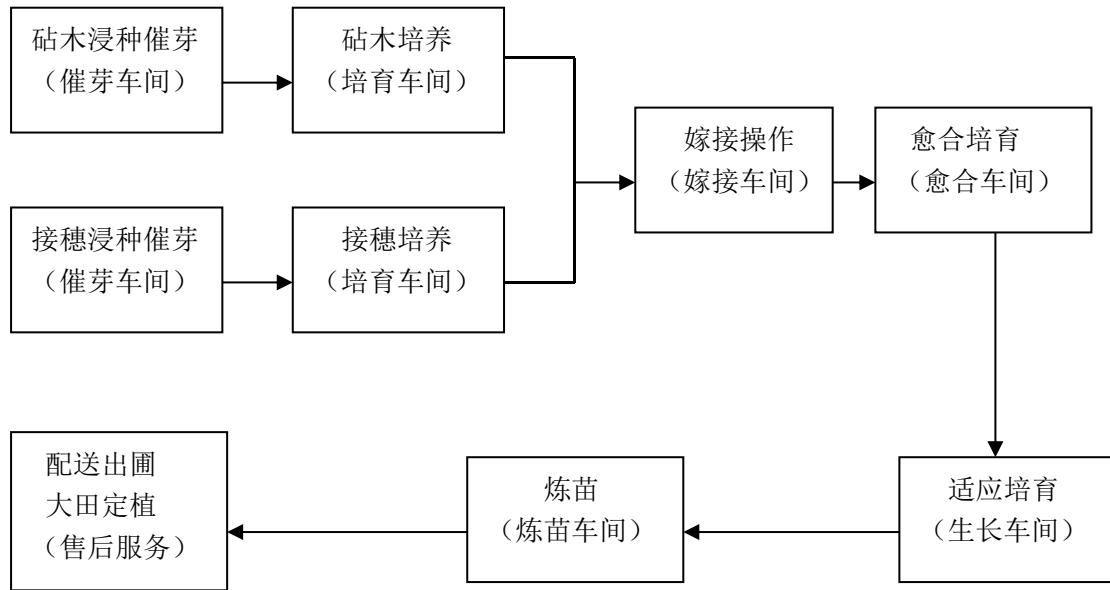 砧木浸种催芽
（催芽车间）
砧木培养
（培育车间）
接穗浸种催芽
（催芽车间）
接穗培养
（培育车间）
嫁接操作
（嫁接车间）
愈合培育
（愈合车间）
适应培育
（生长车间）
炼苗
（炼苗车间）
配送出圃
大田定植
（售后服务）